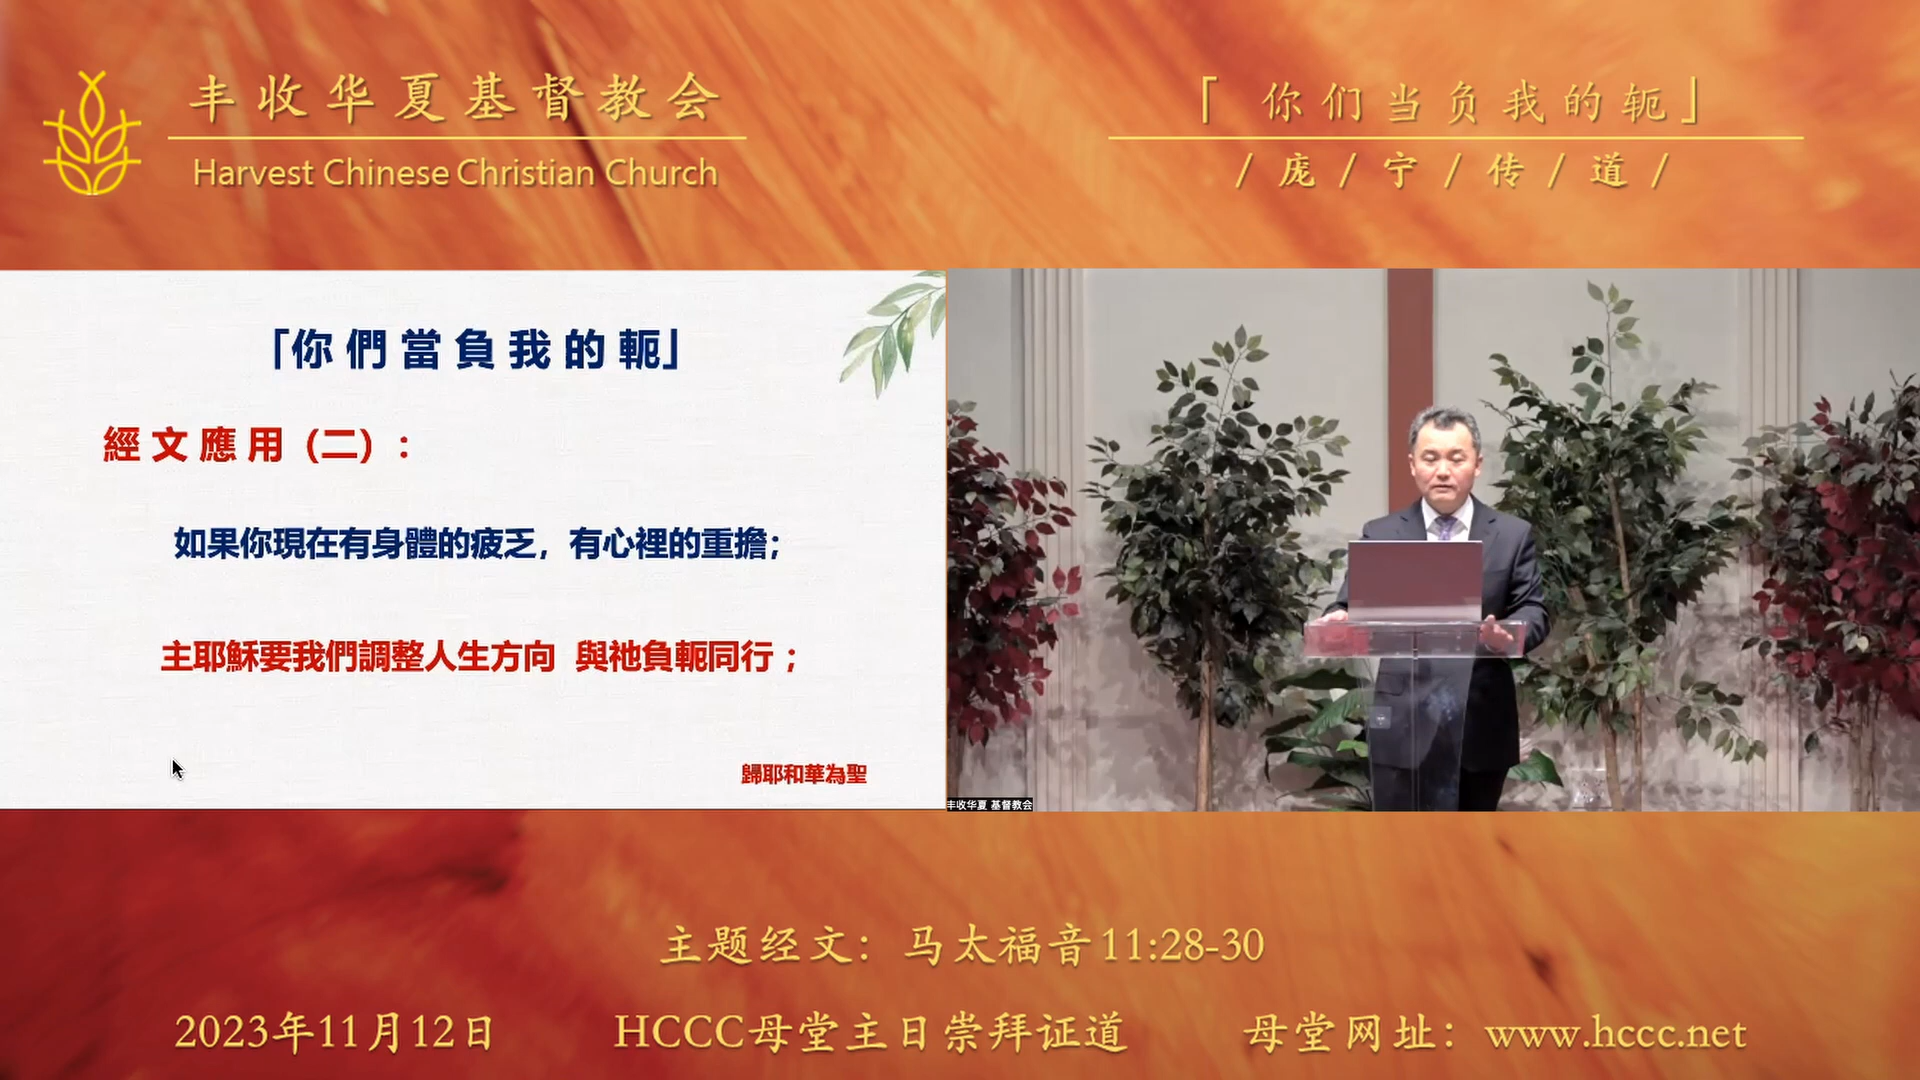 丰收华夏基督教会
Harvest Chinese Christian Church
「你们当负我的轭」
/ 庞 / 宁 / 传 / 道 /
「你們當負我的軛」
經文應用（二）：
如果你現在有身體的疲乏，有心裡的重擔；
主耶穌要我們調整人生方向 與祂負軛同行；
歸耶和華為聖
丰收华夏 基督教会
主题经文：马太福音11:28-30
2023年11月12日 HCCC母堂主日崇拜证道 母堂网址：www.hccc.net